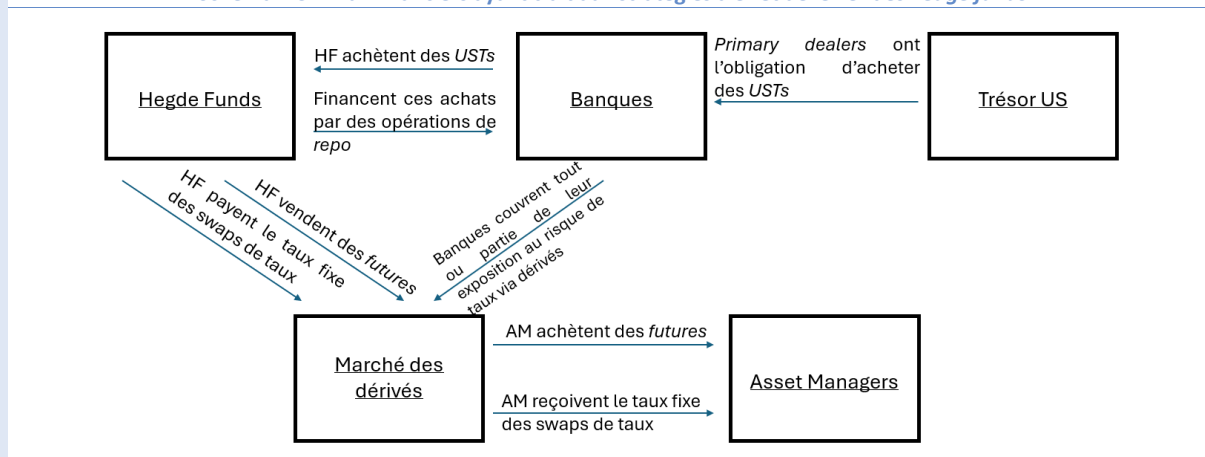 HF achètent des USTs
Primary dealers ont
l'obligation d'acheter
des USTs
Hegde Funds
Banques
Trésor US
Financent ces achats
par des opérations de
repo
HF payent le taux fixe
des swaps de taux
HF vendent des futures
Banques couvrent tout
ou partie de leur
exposition au risque de
taux via dérivés
Marché des
dérivés
AM achètent des futures
AM reçoivent le taux fixe
des swaps de taux
Asset Managers